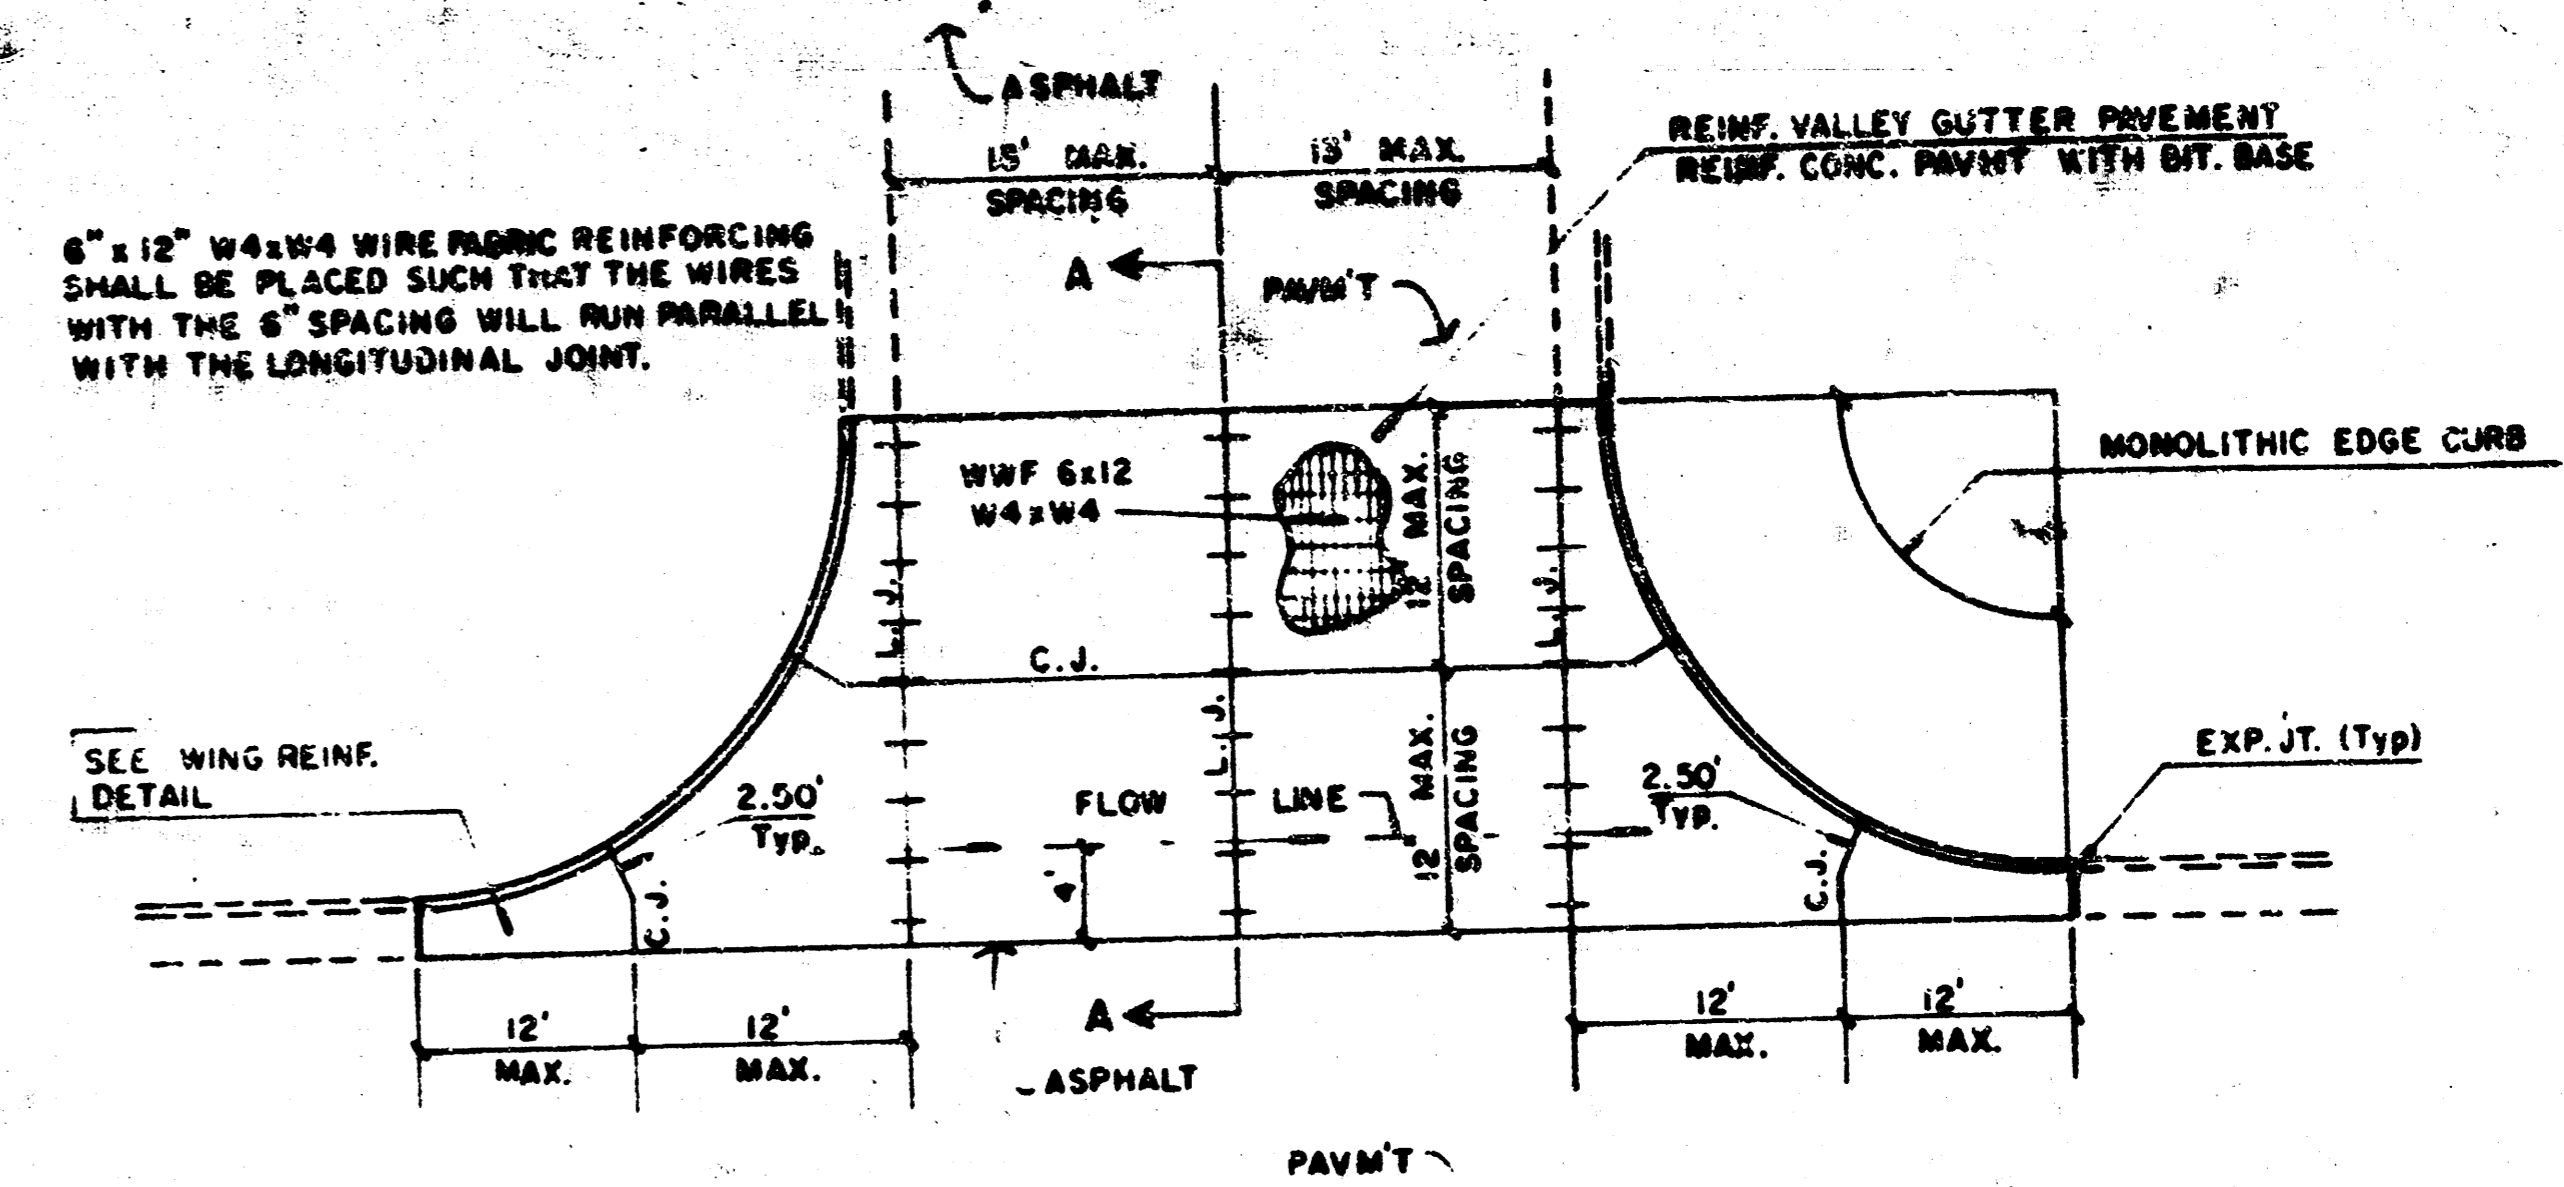 ASPHALT
15' MAX.
SPACING
15' MAX.
SPACING
REINF. VALLEY GUTTER PAVEMENT
REINF. CONC. PAVMT WITH BIT. BASE
6" x 12" W4xW4 WIRE FABRIC REINFORCING
SHALL BE PLACED SUCH THAT THE WIRES
WITH THE 6" SPACING WILL RUN PARALLEL
WITH THE LONGITUDINAL JOINT.
A
PAVM'T
MONOLITHIC EDGE CURB
WWF 6x12
W4xW4
12' MAX.
SPACING
L.J.
L.J.
C.J.
L.J.
SEE WING REINF.
DETAIL
2.50'
Typ.
FLOW LINE
12' MAX.
SPACING
2.50'
Typ.
EXP. JT. (Typ)
4'
C.J.
C.J.
A
12'
MAX.
12'
MAX.
12'
MAX.
12'
MAX.
ASPHALT
PAVM'T